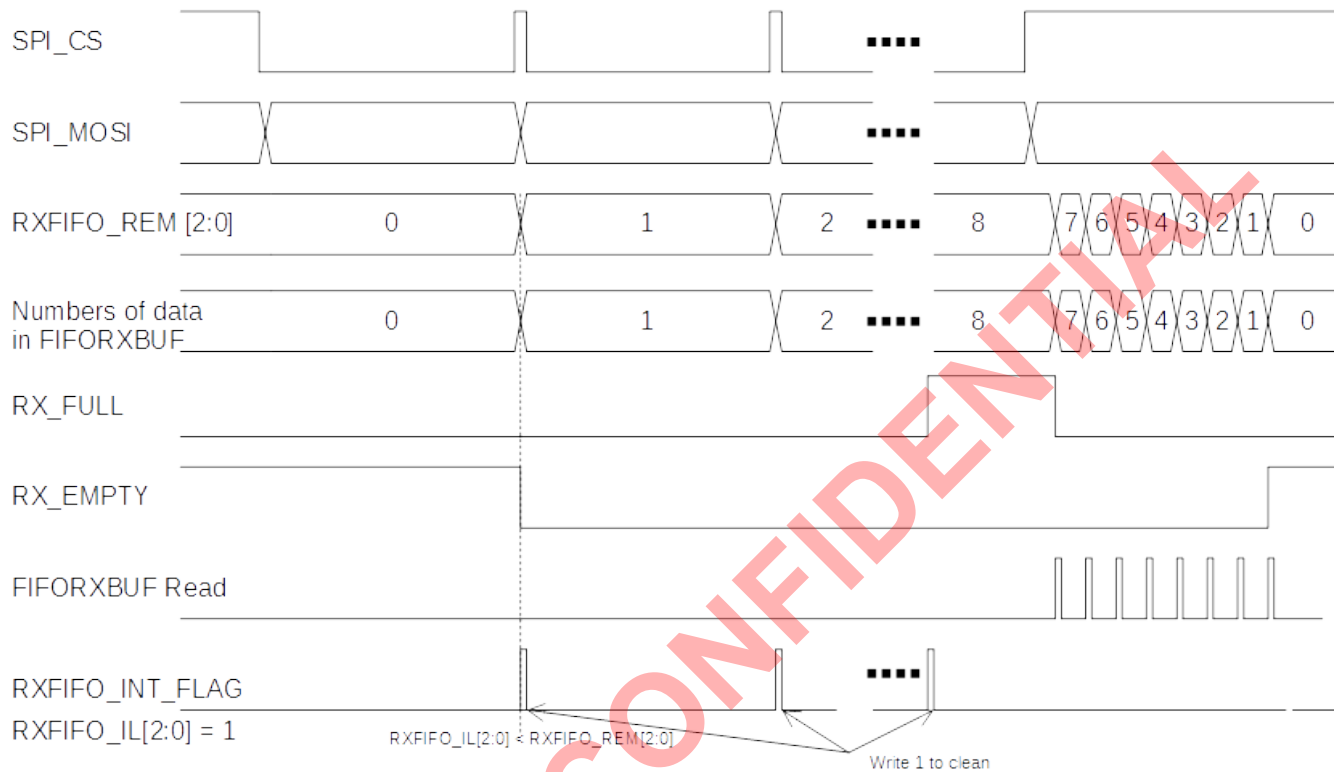 SPI_CS
SPI_MOSI
RXFIFO_REM [2:0] 0 1 2 8 7 6 5 4 3 2 1 0
Numbers of data
in FIFORXBUF 0 1 2 8 7 6 5 4 3 2 1 0
RX_FULL
RX_EMPTY
FIFORXBUF Read
RXFIFO_INT_FLAG
RXFIFO_IL[2:0] = 1
RXFIFO_IL[2:0] < RXFIFO_REM[2:0]
Write 1 to clean
CONFIDENTIAL